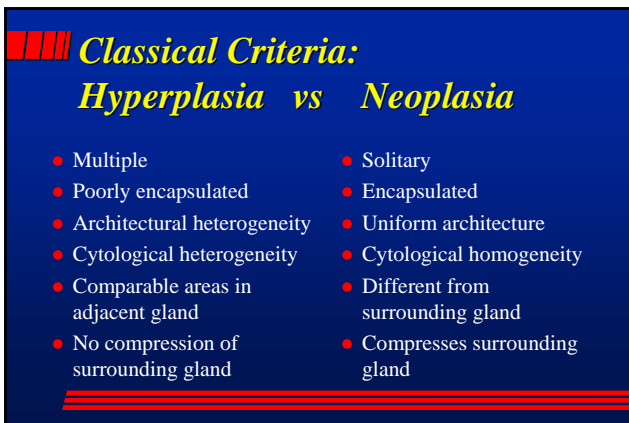 Classical Criteria:
Hyperplasia vs Neoplasia
Multiple
Poorly encapsulated
Architectural heterogeneity
Cytological heterogeneity
Comparable areas in
adjacent gland
No compression of
surrounding gland
Solitary
Encapsulated
Uniform architecture
Cytological homogeneity
Different from
surrounding gland
Compresses surrounding
gland